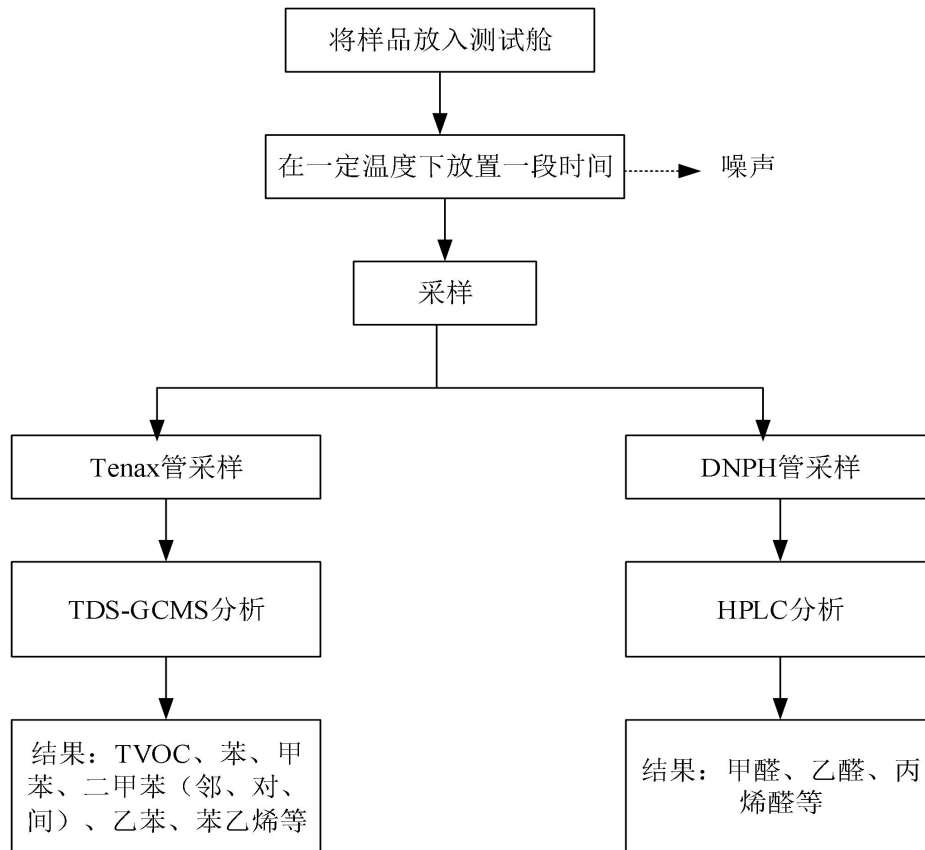 将样品放入测试舱
在一定温度下放置一段时间
噪声
采样
Tenax管采样
DNPH管采样
TDS-GCMS分析
HPLC分析
结果：TVOC、苯、甲
苯、二甲苯（邻、对、
间）、乙苯、苯乙烯等
结果：甲醛、乙醛、丙
烯醛等